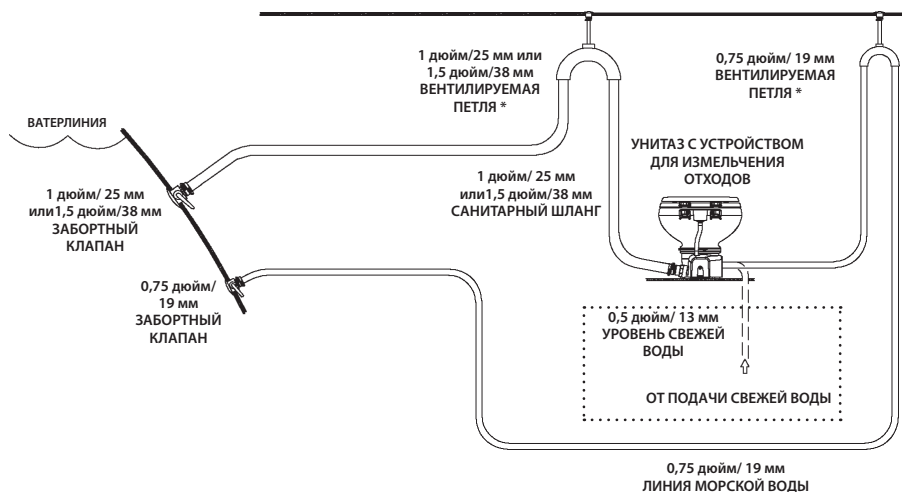 1 дюйм/25 мм или
1,5 дюйм/38 мм
ВЕНТИЛИРУЕМАЯ
ПЕТЛЯ *
0,75 дюйм/ 19 мм
ВЕНТИЛИРУЕМАЯ
ПЕТЛЯ *
ВАТЕРЛИНИЯ
УНИТАЗ С УСТРОЙСТВОМ
ДЛЯ ИЗМЕЛЬЧЕНИЯ
ОТХОДОВ
1 дюйм/ 25 мм
или1,5 дюйм/38 мм
ЗАБОРТНЫЙ
КЛАПАН
1 дюйм/ 25 мм
или1,5 дюйм/38 мм
САНИТАРНЫЙ ШЛАНГ
0,75 дюйм/
19 мм
ЗАБОРТНЫЙ
КЛАПАН
0,5 дюйм/ 13 мм
УРОВЕНЬ СВЕЖЕЙ
ВОДЫ
ОТ ПОДАЧИ СВЕЖЕЙ ВОДЫ
0,75 дюйм/ 19 мм
ЛИНИЯ МОРСКОЙ ВОДЫ